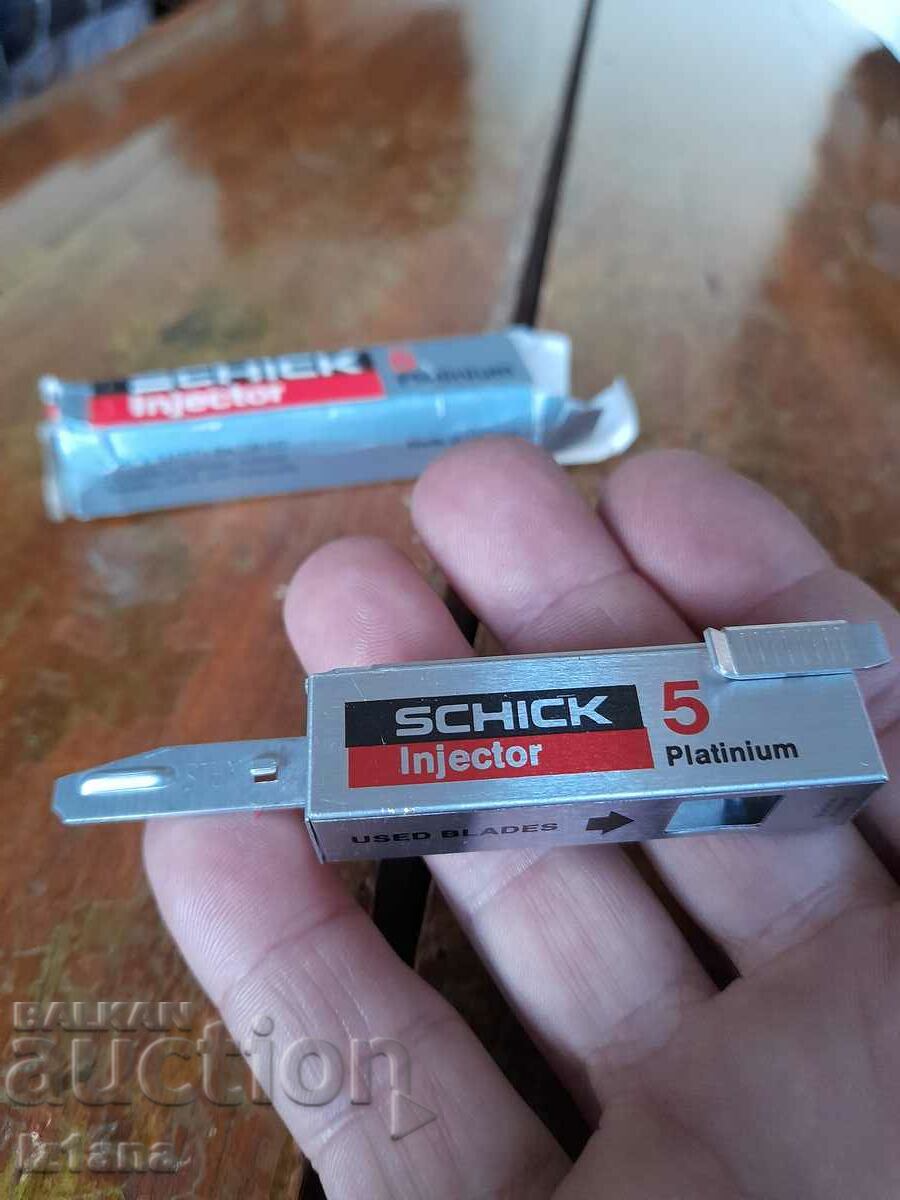 SCHICK
Injector
Platinium
SCHICK
Injector
5
Platinium
USED BLADES
BALKAN
auction
Iztana